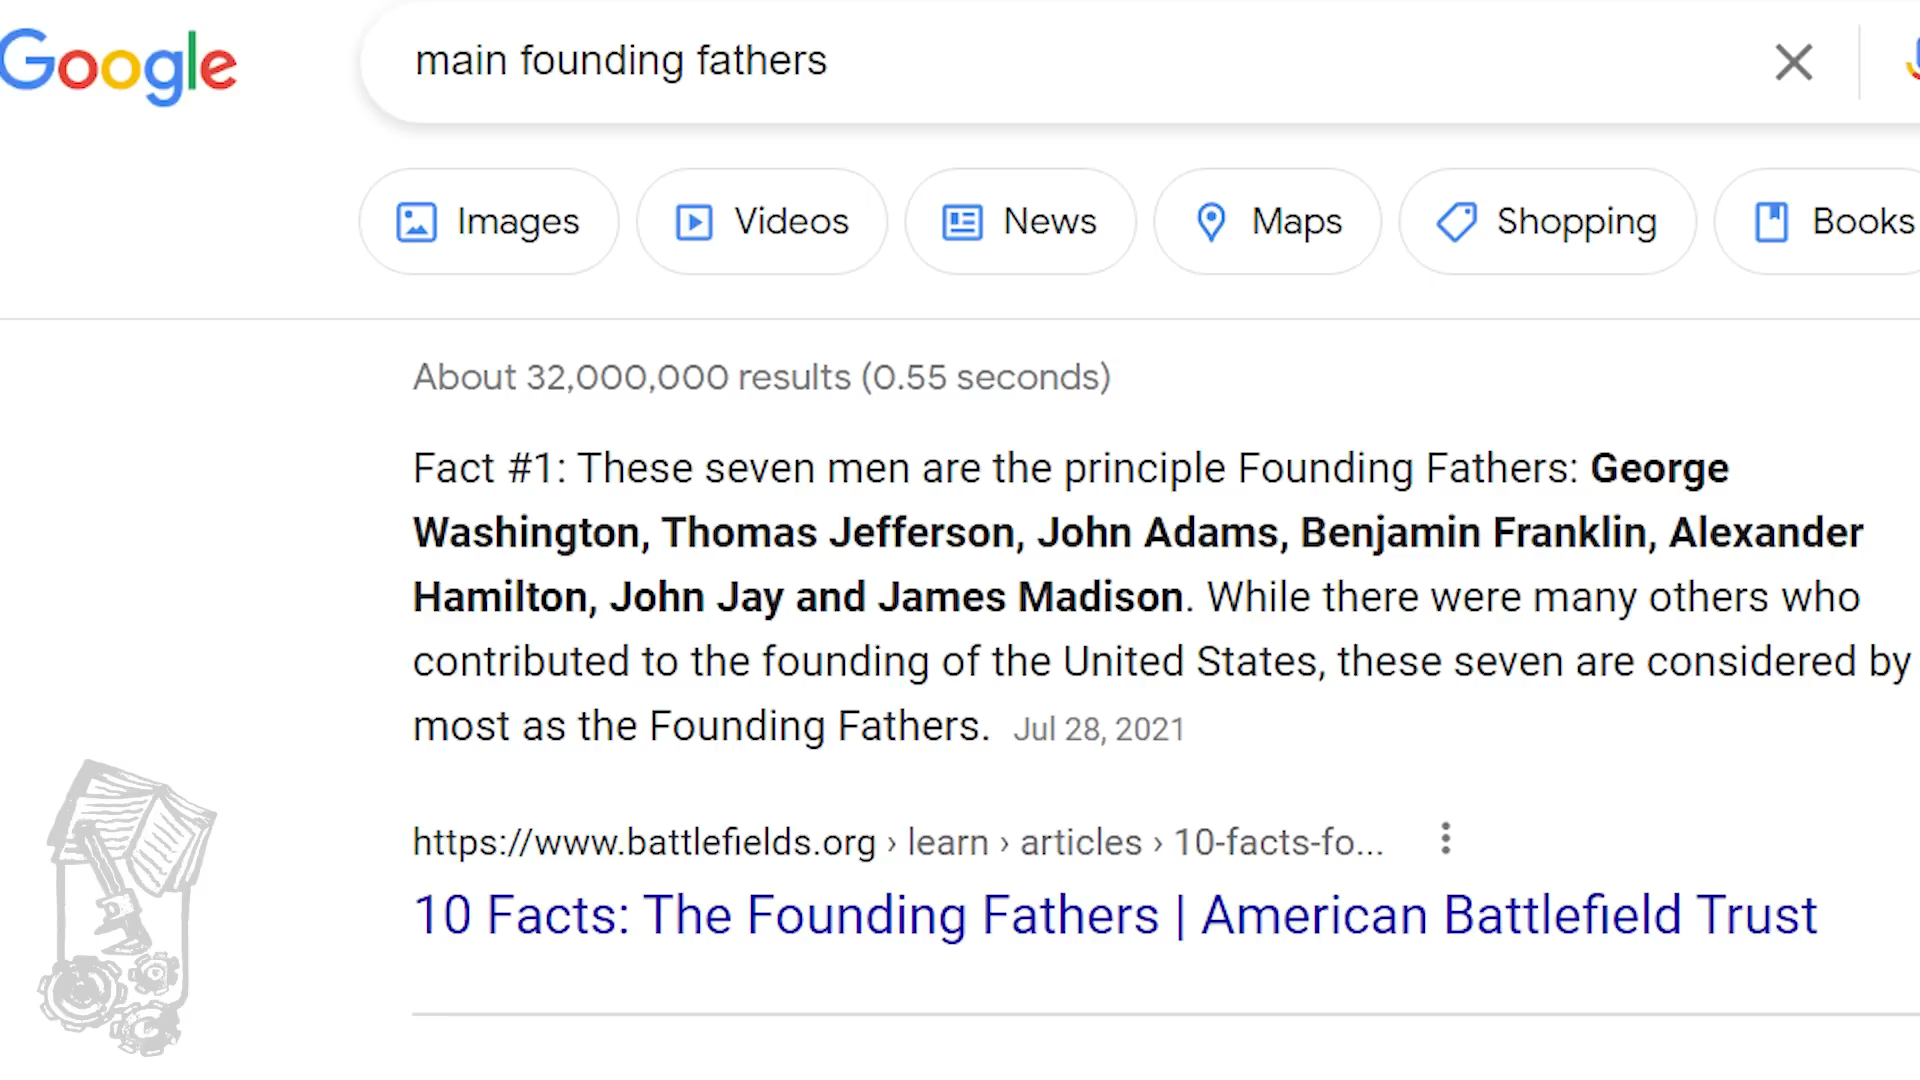 Google
main founding fathers
Images Videos News Maps Shopping Books
About 32,000,000 results (0.55 seconds)
Fact #1: These seven men are the principle Founding Fathers: George
Washington, Thomas Jefferson, John Adams, Benjamin Franklin, Alexander
Hamilton, John Jay and James Madison. While there were many others who
contributed to the founding of the United States, these seven are considered by
most as the Founding Fathers. Jul 28, 2021
https://www.battlefields.org › learn › articles › 10-facts-fo...
10 Facts: The Founding Fathers | American Battlefield Trust